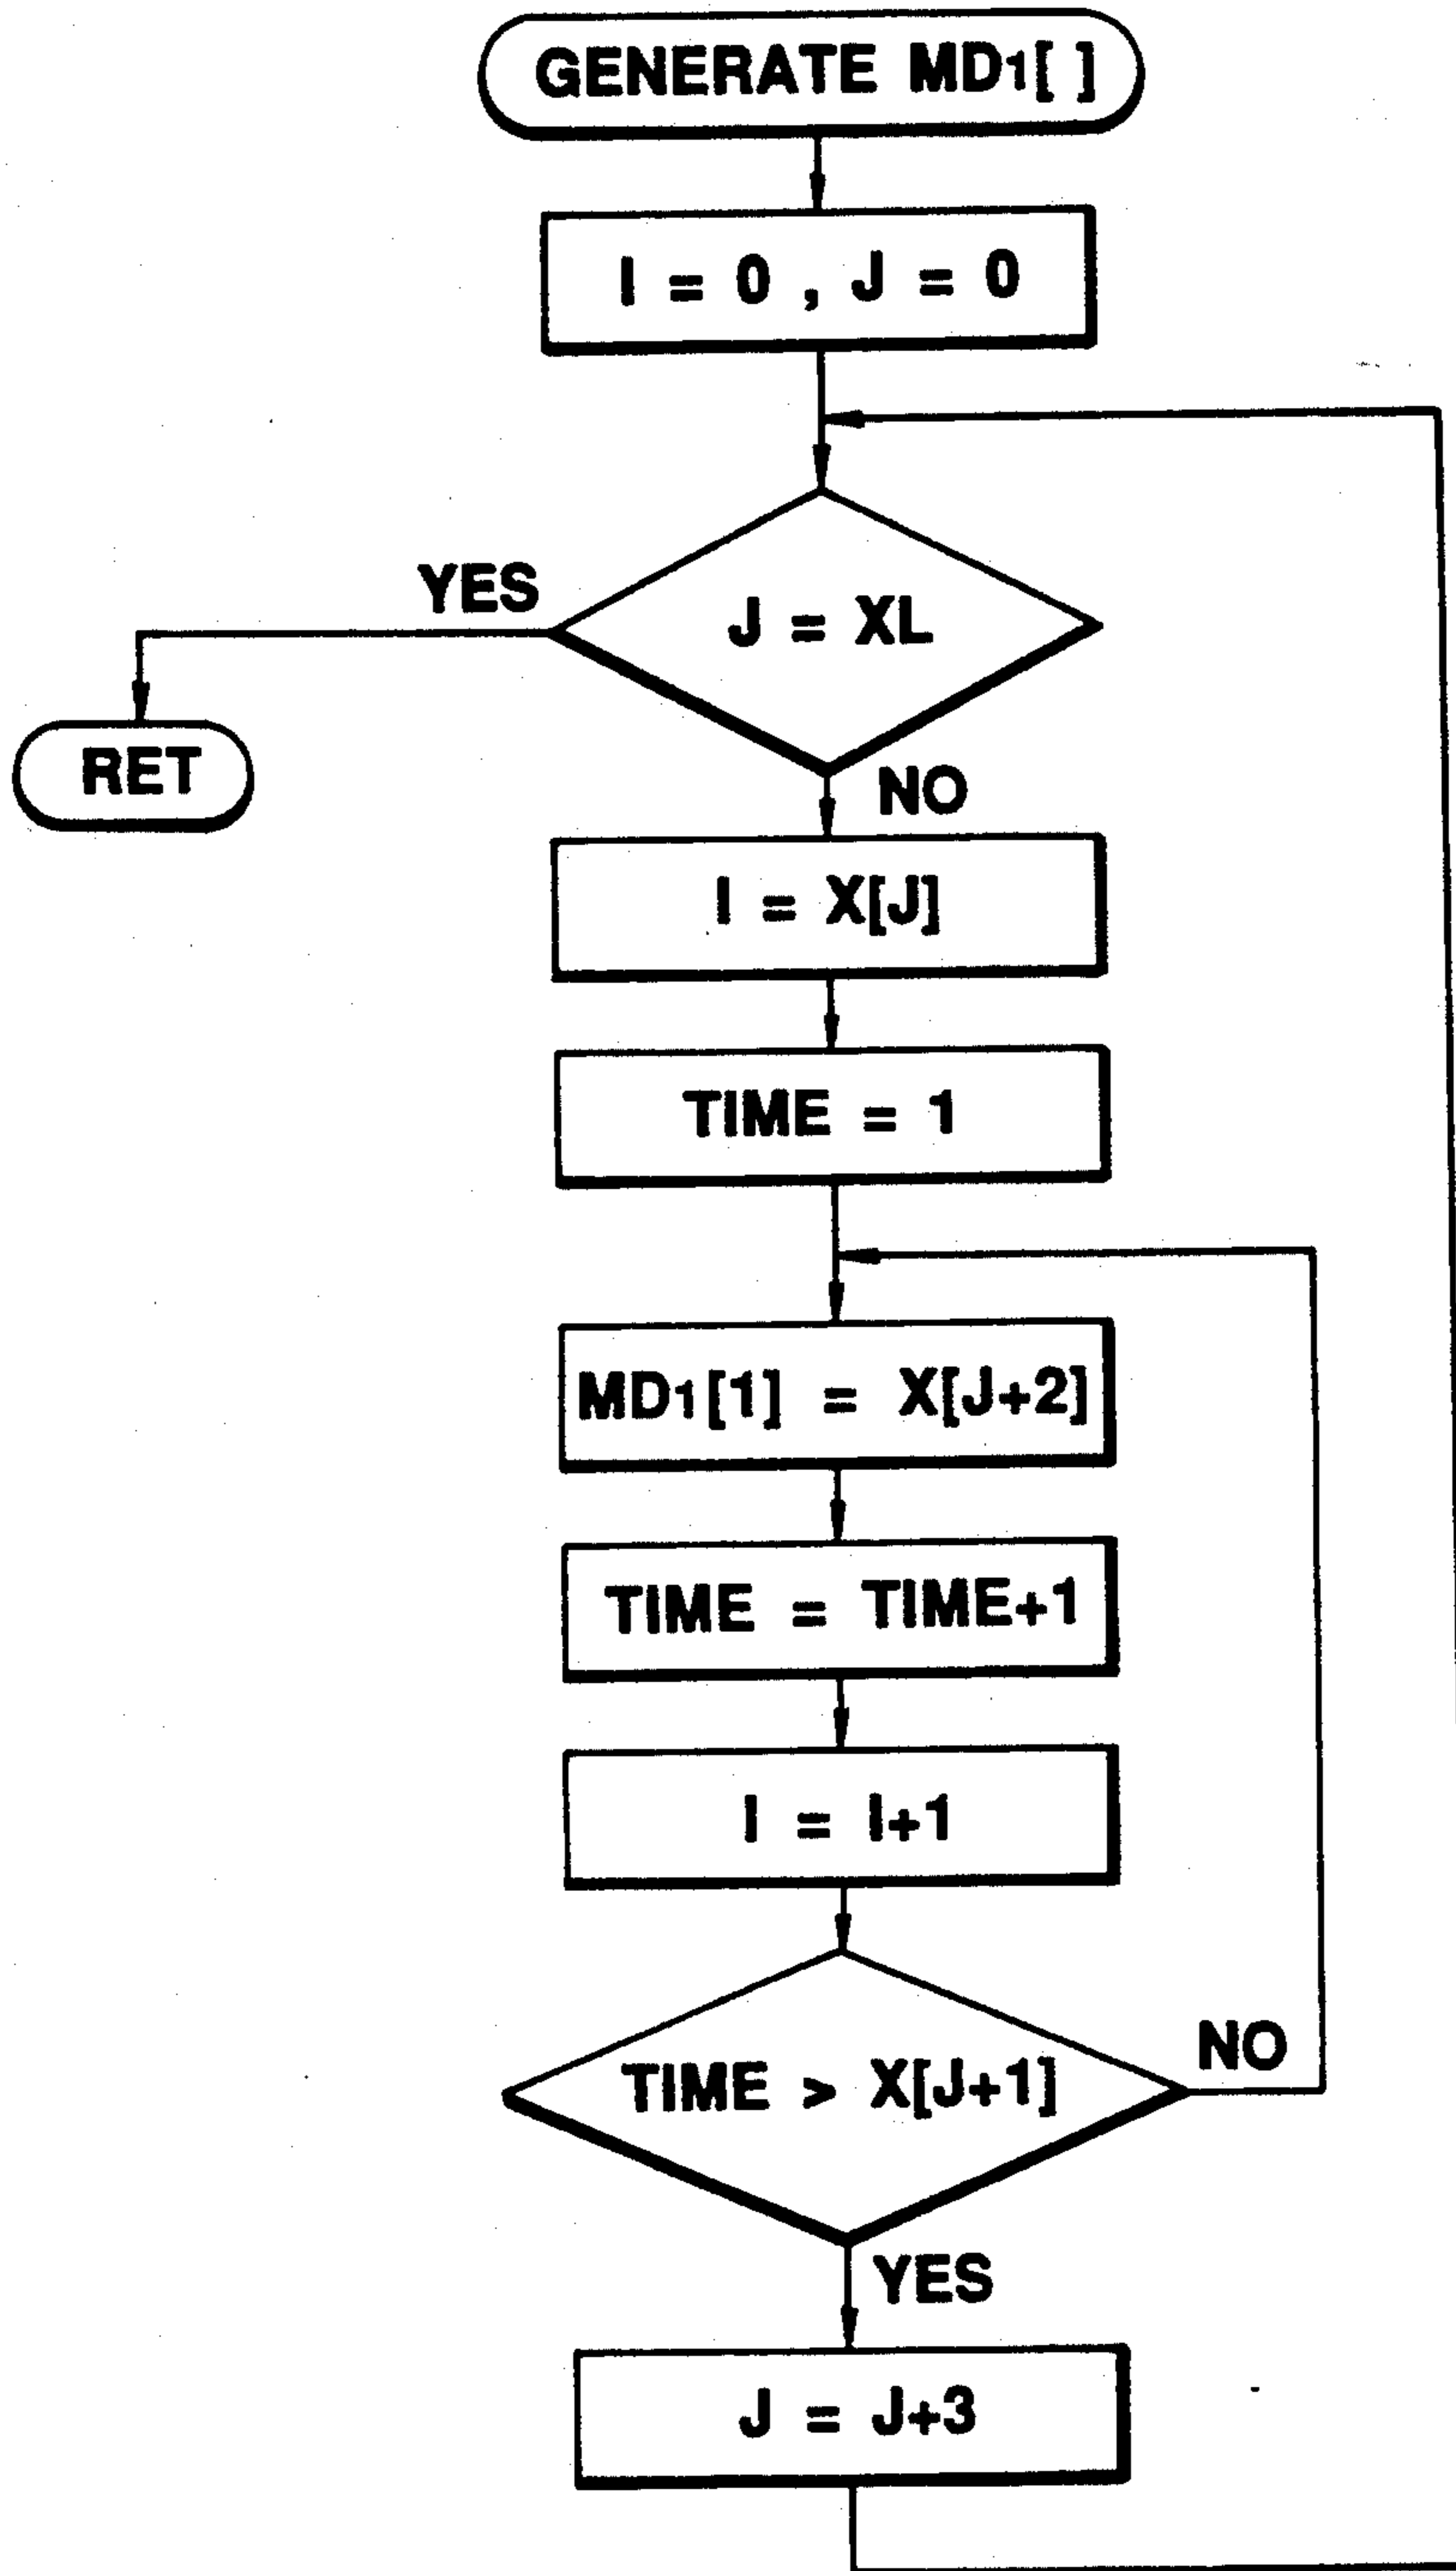 GENERATE MD1[ ]
I = 0 , J = 0
YES
J = XL
RET
NO
I = X[J]
TIME = 1
MD1[1] = X[J+2]
TIME = TIME+1
I = I+1
NO
TIME > X[J+1]
YES
J = J+3